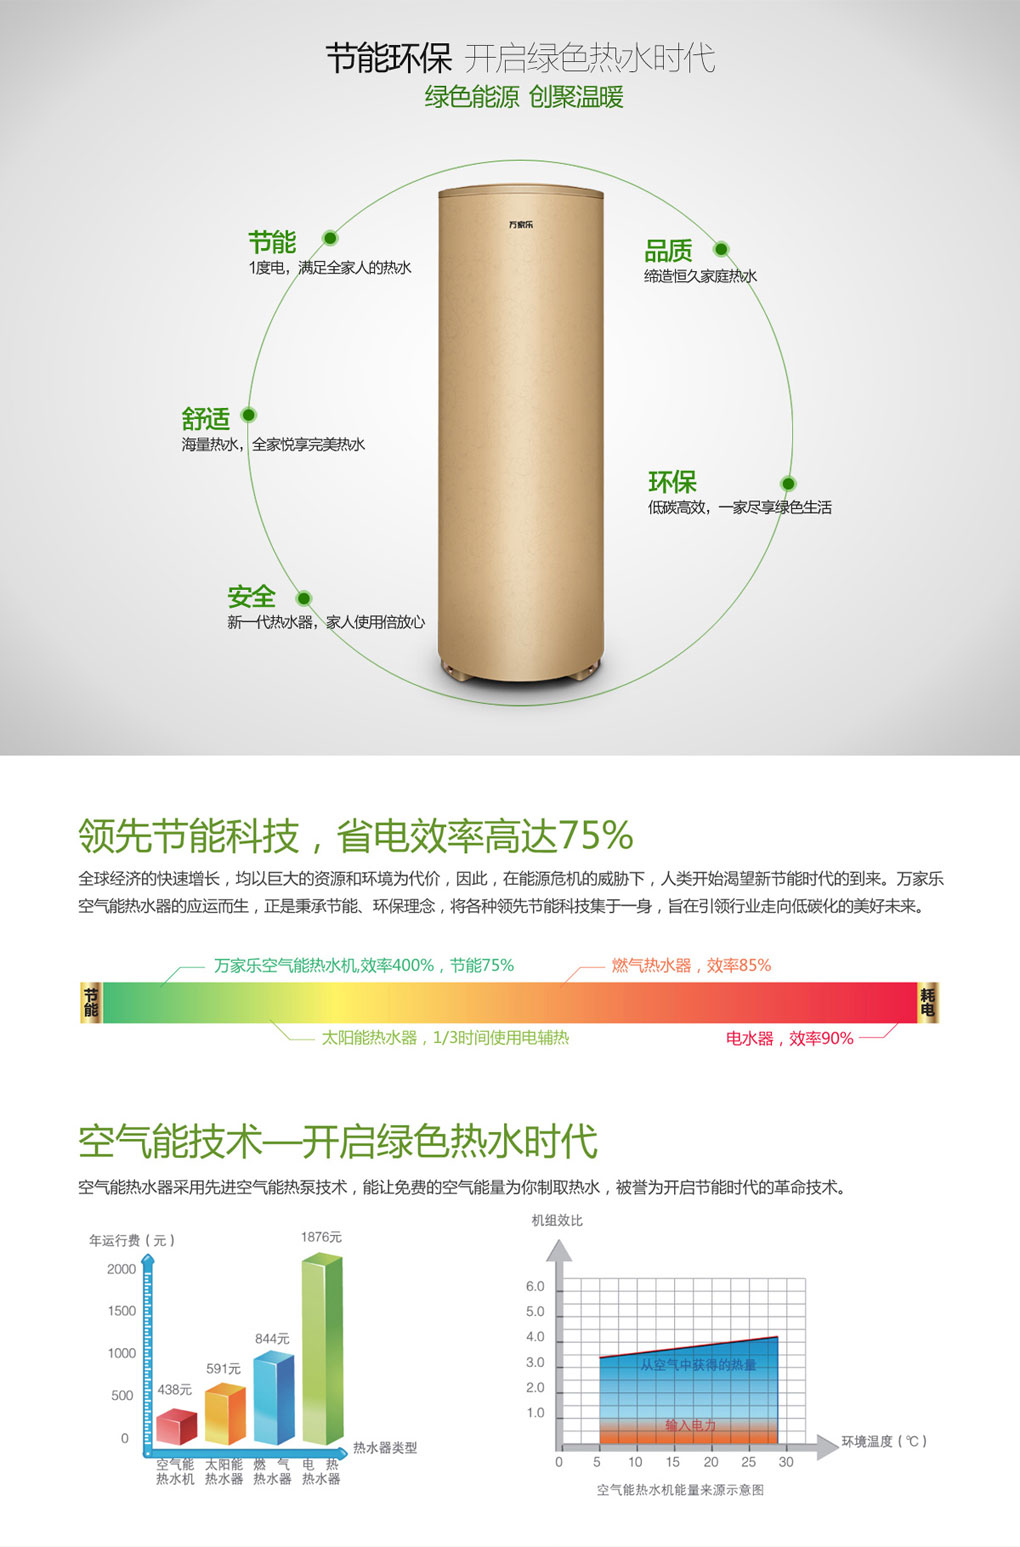 节能环保 开启绿色热水时代
绿色能源 创聚温暖
万家乐
节能
1度电，满足全家人的热水
品质
缔造恒久家庭热水
舒适
海量热水，全家悦享完美热水
环保
低碳高效，一家尽享绿色生活
安全
新一代热水器，家人使用倍放心
领先节能科技，省电效率高达75%
全球经济的快速增长，均以巨大的资源和环境为代价，因此，在能源危机的威胁下，人类开始渴望新节能时代的到来。万家乐
空气能热水器的应运而生，正是秉承节能、环保理念，将各种领先节能科技集于一身，旨在引领行业走向低碳化的美好未来。
万家乐空气能热水机,效率400%，节能75%
燃气热水器，效率85%
节能
耗电
太阳能热水器，1/3时间使用电辅热
电水器，效率90%
空气能技术—开启绿色热水时代
空气能热水器采用先进空气能热泵技术，能让免费的空气能量为你制取热水，被誉为开启节能时代的革命技术。
年运行费（元）
2000
1500
1000
500
0
438元
591元
844元
1876元
空气能热水机
太阳能热水器
燃气热水器
电热热水器
热水器类型
机组效比
6.0
5.0
4.0
3.0
2.0
1.0
从空气中获得的热量
输入电力
0 5 10 15 20 25 30
环境温度（℃）
空气能热水机能量来源示意图